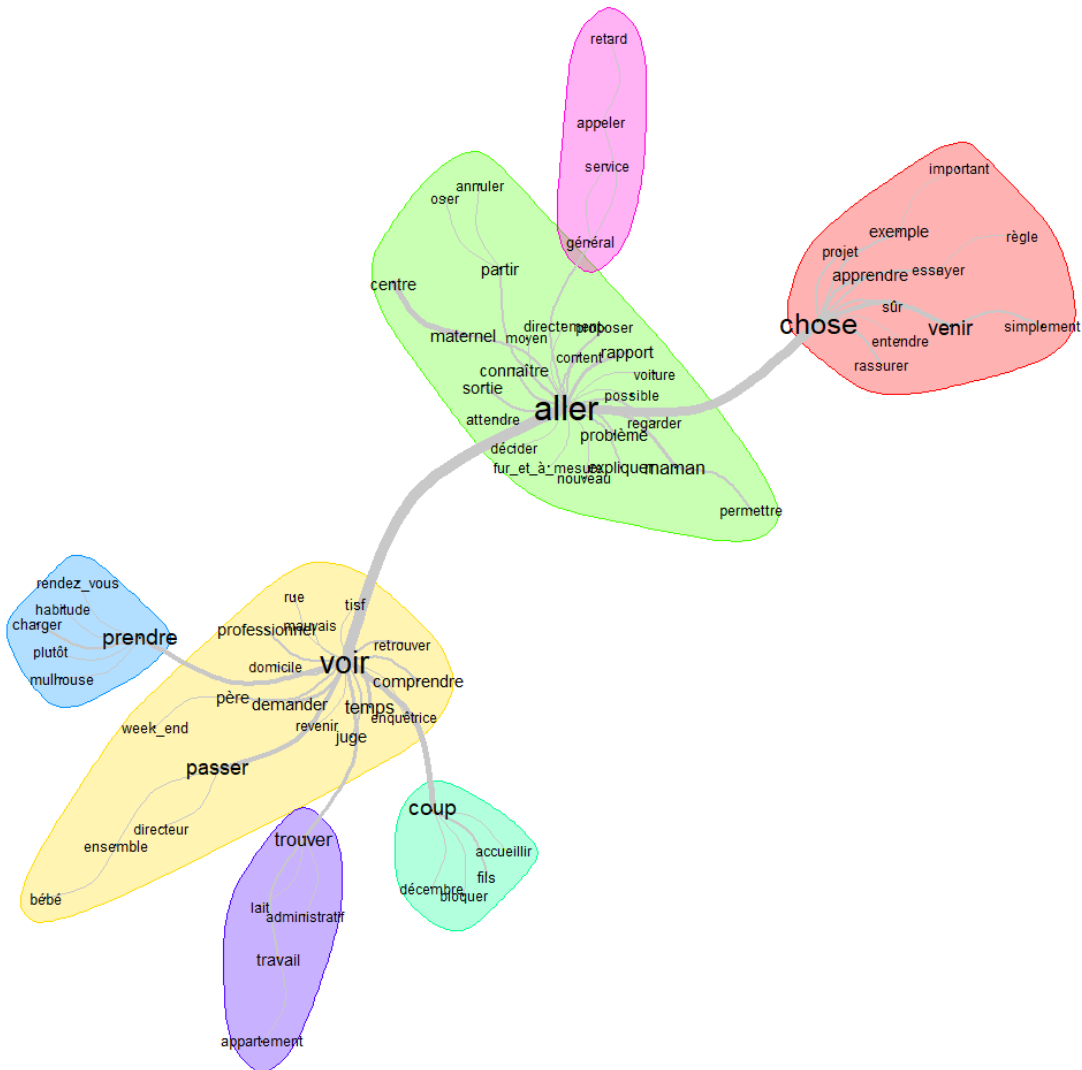 retard
appeler
service
général
important
exemple
règle
projet
apprendre
essayer
sûr
chose
venir
simplement
entendre
rassurer
annuler
oser
partir
centre
directement
proposer
maternel
moyen
content
rapport
connaître
voiture
sortie
possible
aller
attendre
regarder
problème
décider
fur_et_à_mesure
expliquer
maman
nouveau
permettre
rendez_vous
habitude
charger
prendre
plutôt
mulhouse
rue
tisf
professionnel
mauvais
retrouver
domicile
voir
comprendre
père
demander
temps
enquêtrice
week_end
revenir
juge
passer
directeur
ensemble
bébé
coup
accueillir
fils
décembre
bloquer
trouver
lait
administratif
travail
appartement